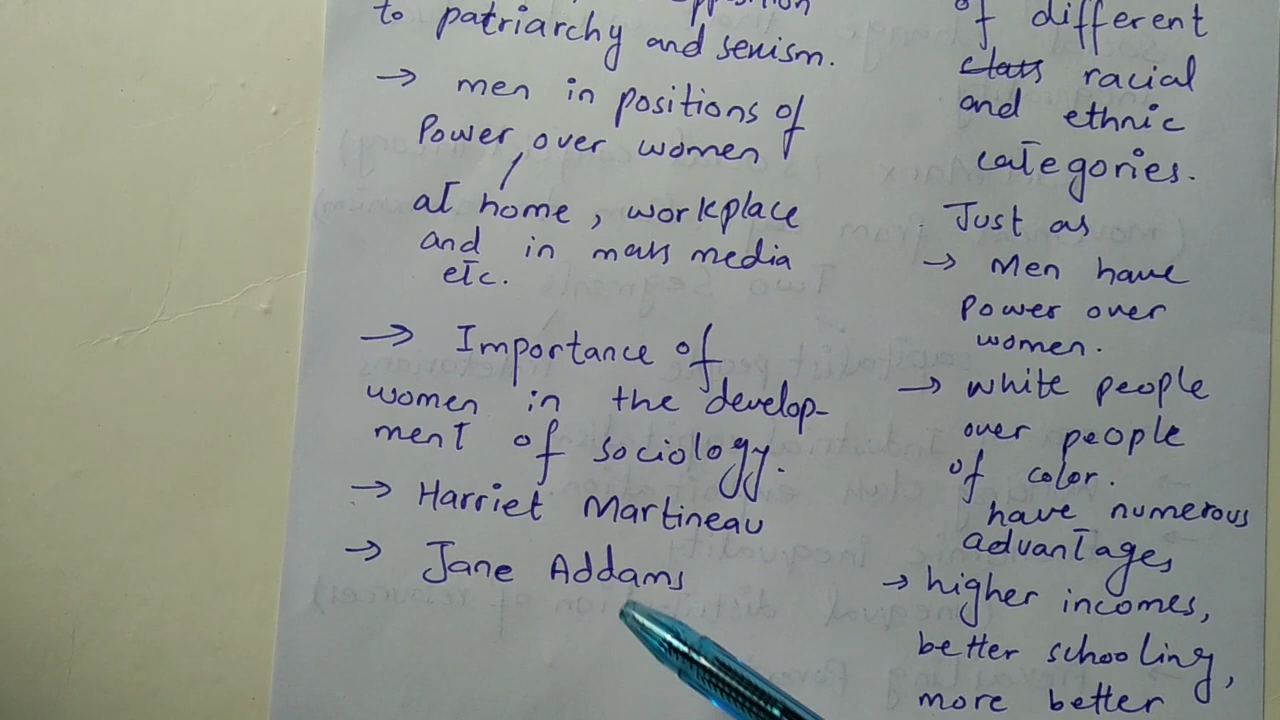 opposition
to patriarchy and sexism.
→ men in positions of
Power over women
at home, workplace
and in mass media
etc.
→ Importance of
women in the develop-
ment of sociology.
→ Harriet Martineau
→ Jane Addams
of different
class racial
and ethnic
categories.
Just as
→ Men have
Power over
women.
→ white people
over people
of color.
have numerous
advantages
→ higher incomes,
better schooling,
more better